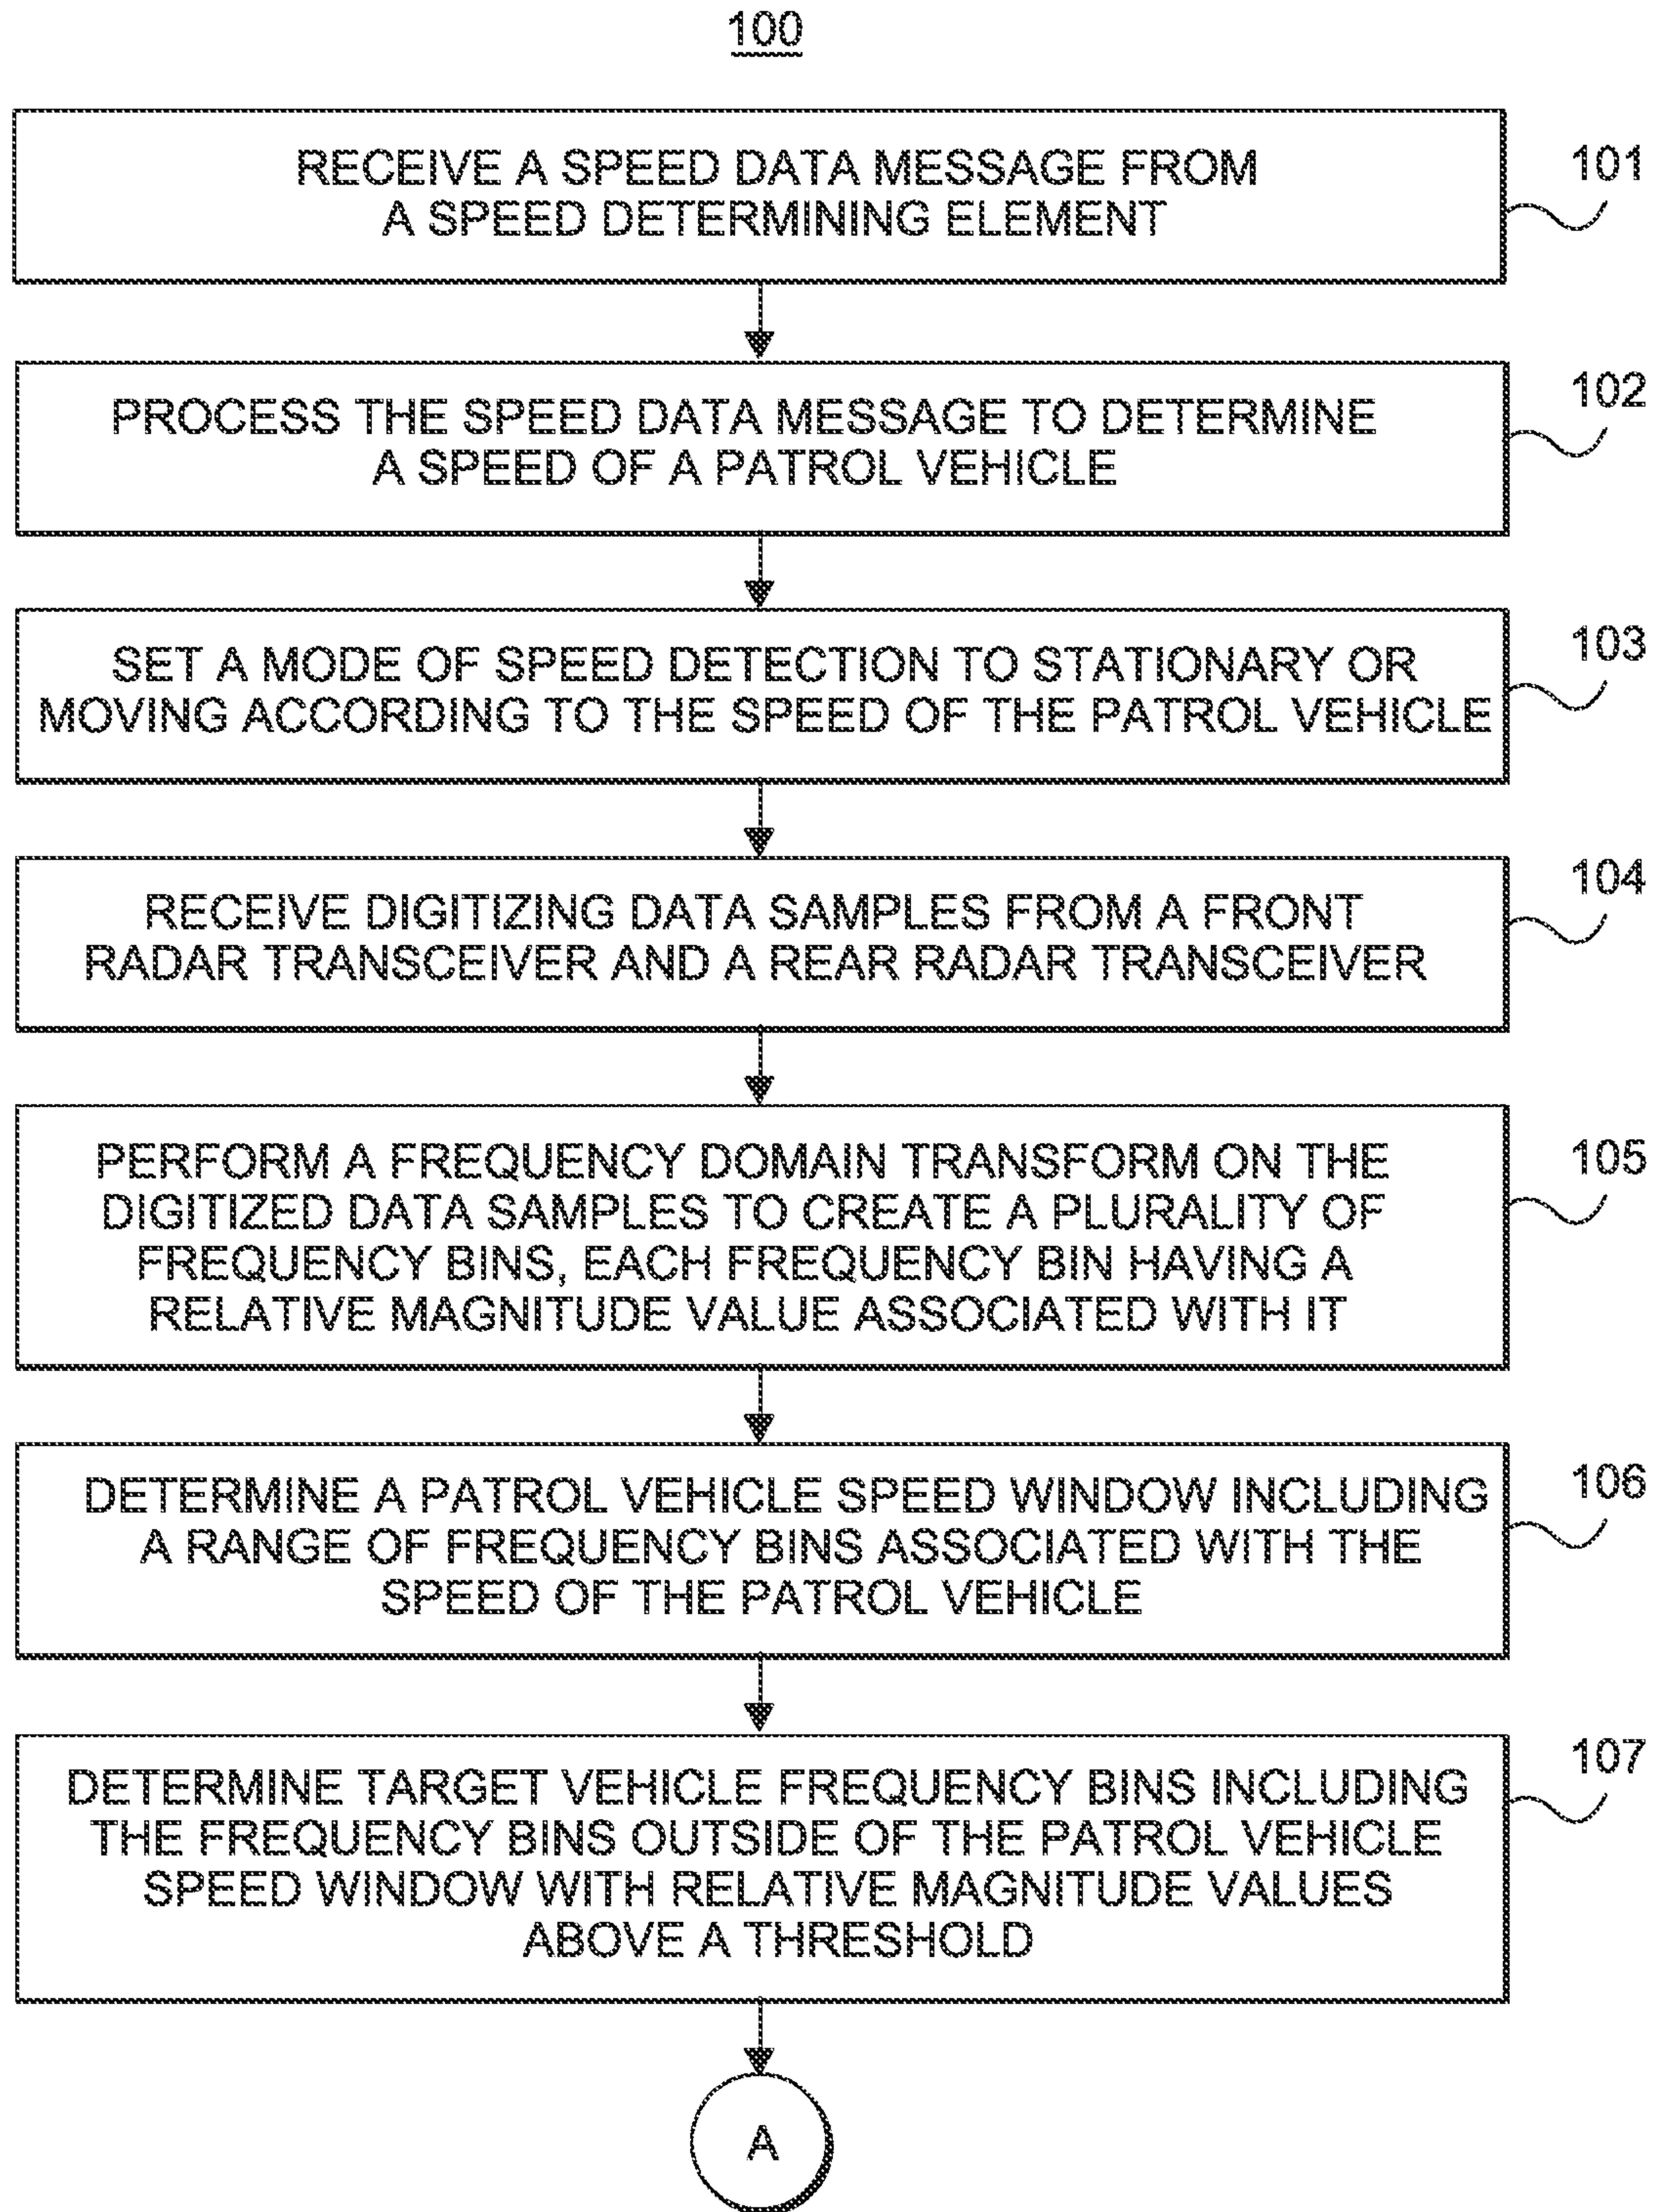 100
RECEIVE A SPEED DATA MESSAGE FROM
A SPEED DETERMINING ELEMENT
101
PROCESS THE SPEED DATA MESSAGE TO DETERMINE
A SPEED OF A PATROL VEHICLE
102
SET A MODE OF SPEED DETECTION TO STATIONARY OR
MOVING ACCORDING TO THE SPEED OF THE PATROL VEHICLE
103
RECEIVE DIGITIZING DATA SAMPLES FROM A FRONT
RADAR TRANSCEIVER AND A REAR RADAR TRANSCEIVER
104
PERFORM A FREQUENCY DOMAIN TRANSFORM ON THE
DIGITIZED DATA SAMPLES TO CREATE A PLURALITY OF
FREQUENCY BINS, EACH FREQUENCY BIN HAVING A
RELATIVE MAGNITUDE VALUE ASSOCIATED WITH IT
105
DETERMINE A PATROL VEHICLE SPEED WINDOW INCLUDING
A RANGE OF FREQUENCY BINS ASSOCIATED WITH THE
SPEED OF THE PATROL VEHICLE
106
DETERMINE TARGET VEHICLE FREQUENCY BINS INCLUDING
THE FREQUENCY BINS OUTSIDE OF THE PATROL VEHICLE
SPEED WINDOW WITH RELATIVE MAGNITUDE VALUES
ABOVE A THRESHOLD
107
A